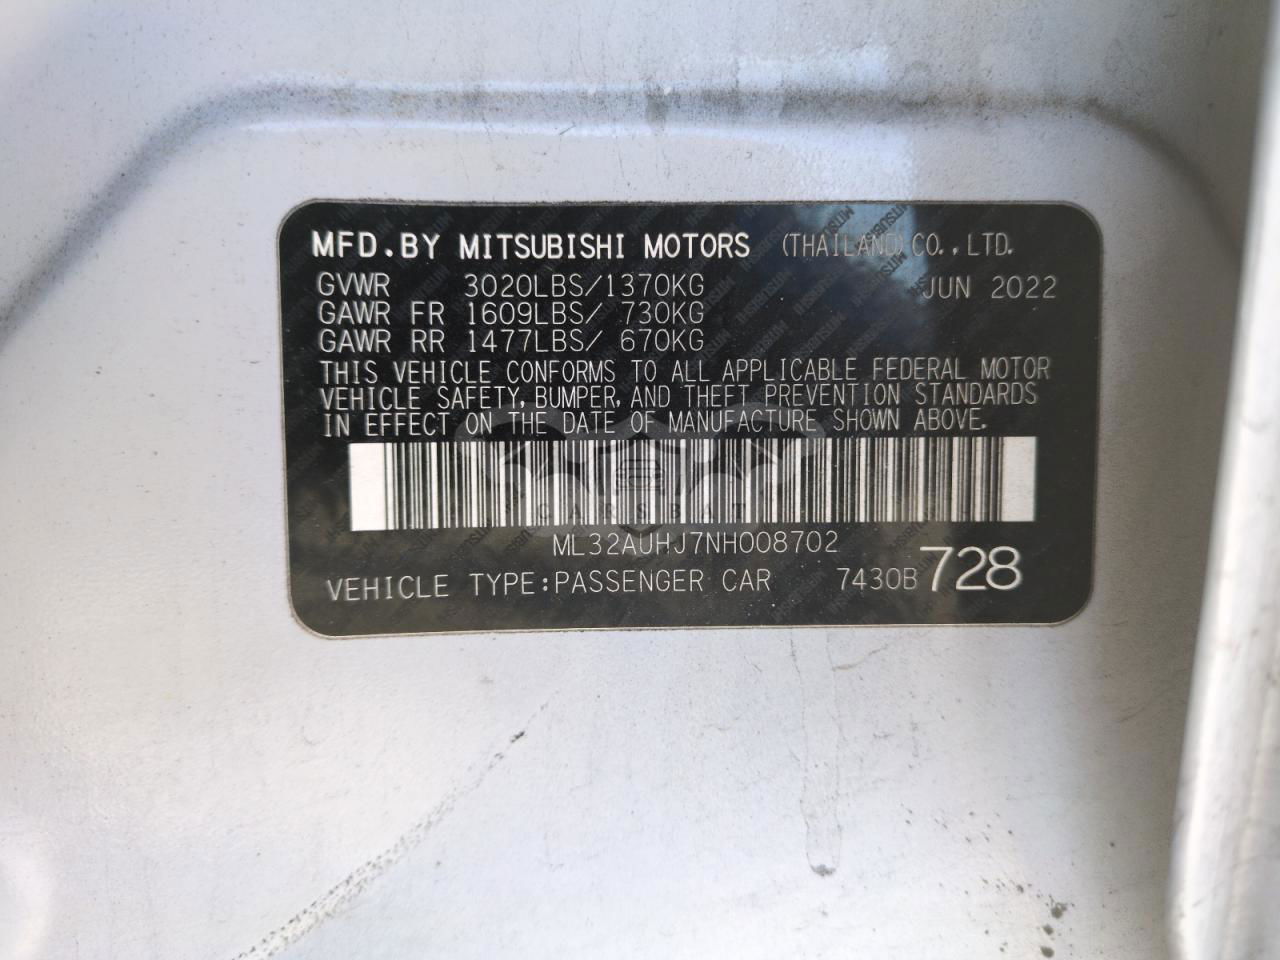 MFD.BY MITSUBISHI MOTORS (THAILAND)CO.,LTD.
GVWR 3020LBS/1370KG JUN 2022
GAWR FR 1609LBS/ 730KG
GAWR RR 1477LBS/ 670KG
THIS VEHICLE CONFORMS TO ALL APPLICABLE FEDERAL MOTOR
VEHICLE SAFETY, BUMPER, AND THEFT PREVENTION STANDARDS
IN EFFECT ON THE DATE OF MANUFACTURE SHOWN ABOVE.
CARSBAT
ML32AUHJ7NH008702
VEHICLE TYPE:PASSENGER CAR 7430B 728